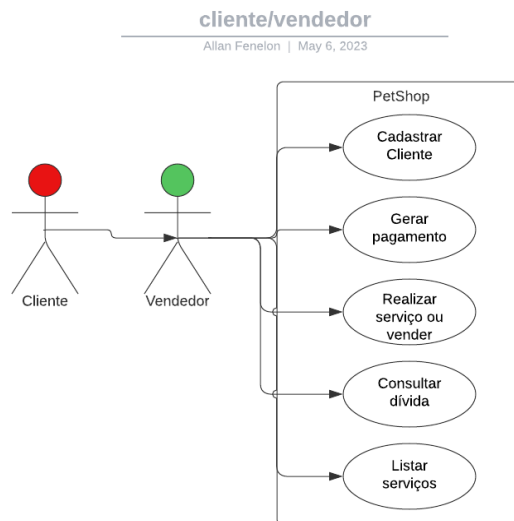 cliente/vendedor
Allan Fenelon | May 6, 2023
PetShop
Cadastrar
Cliente
Gerar
pagamento
Realizar
serviço ou
vender
Consultar
dívida
Listar
serviços
Cliente
Vendedor